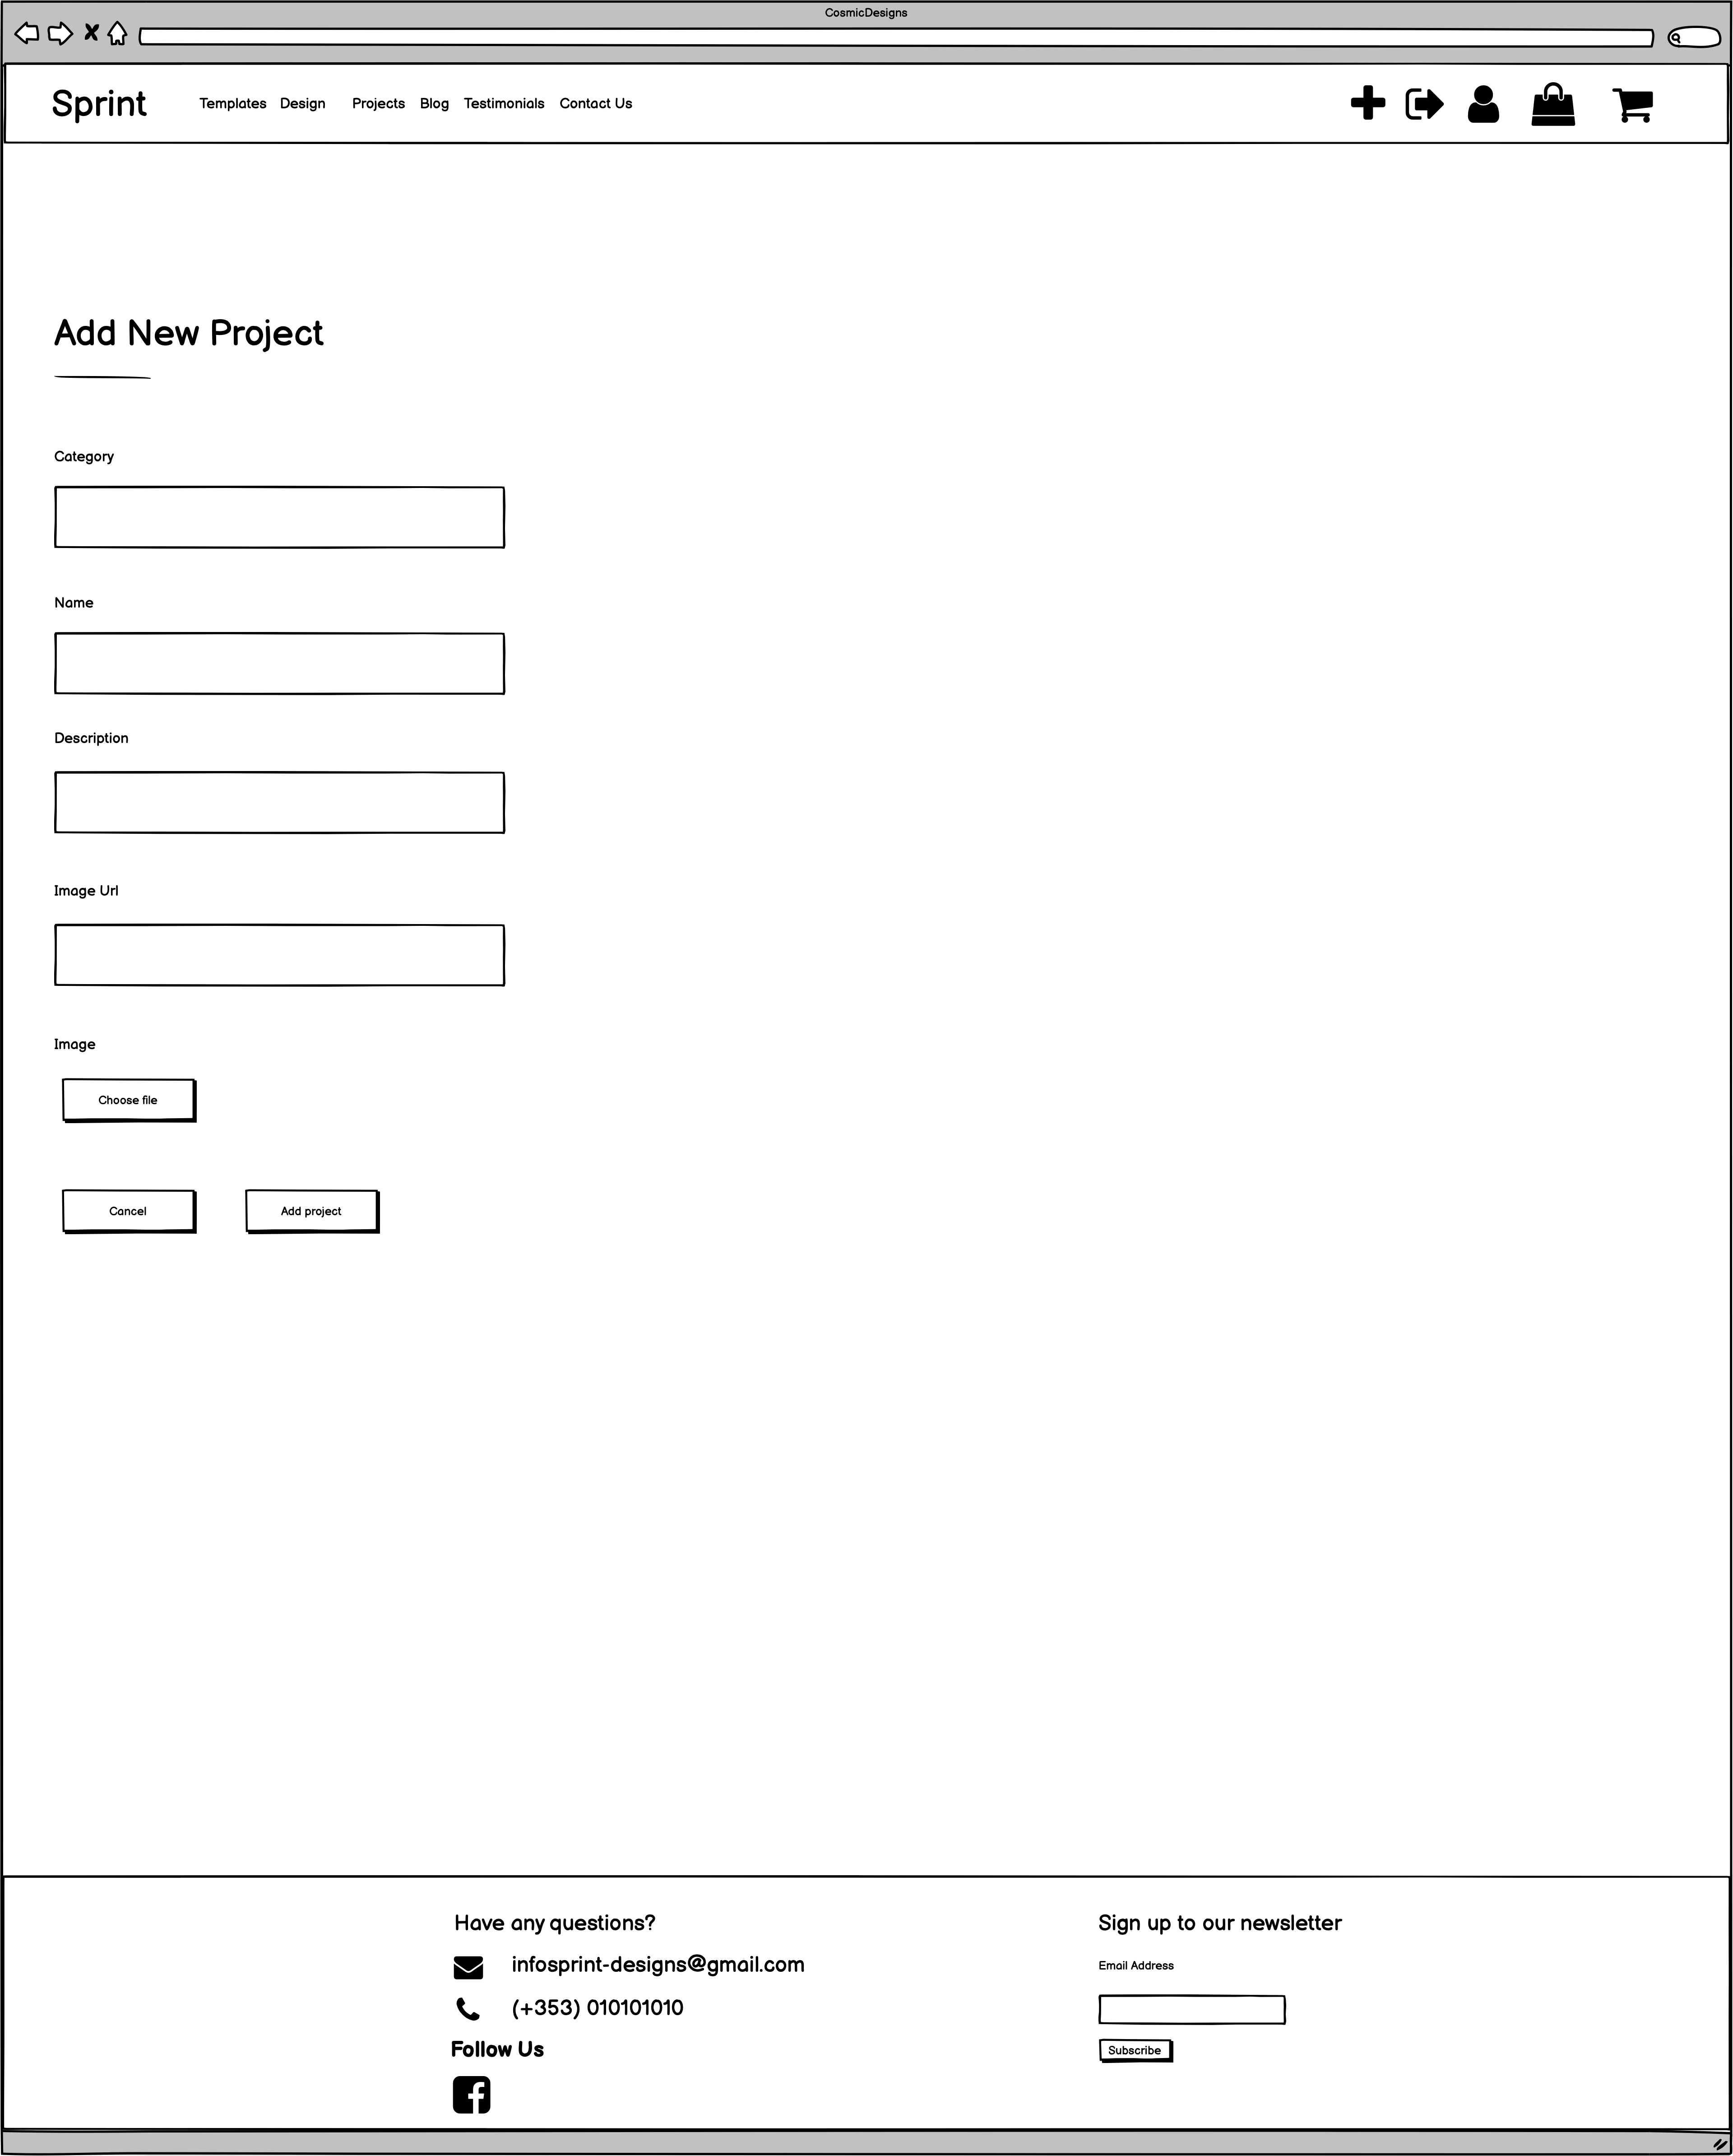 CosmicDesigns
Sprint Templates Design Projects Blog Testimonials Contact Us
Add New Project
Category
Name
Description
Image Url
Image
Choose file
Cancel Add project
Have any questions?
infosprint-designs@gmail.com
(+353) 010101010
Follow Us
Sign up to our newsletter
Email Address
Subscribe